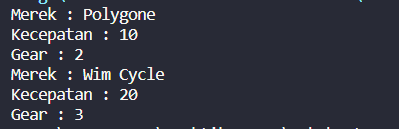 Merek : Polygone
Kecepatan : 10
Gear : 2
Merek : Wim Cycle
Kecepatan : 20
Gear : 3